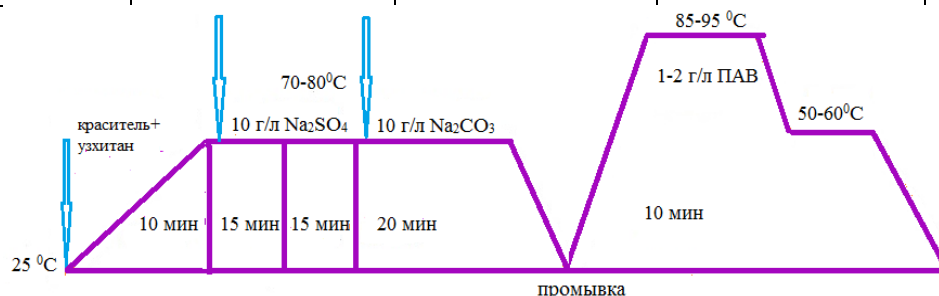 85-95 ⁰C
70-80⁰C
1-2 г/л ПАВ
краситель+
узхитан
10 г/л Na₂SO₄
10 г/л Na₂CO₃
50-60⁰C
10 мин
15 мин
15 мин
20 мин
10 мин
25 ⁰C
промывка